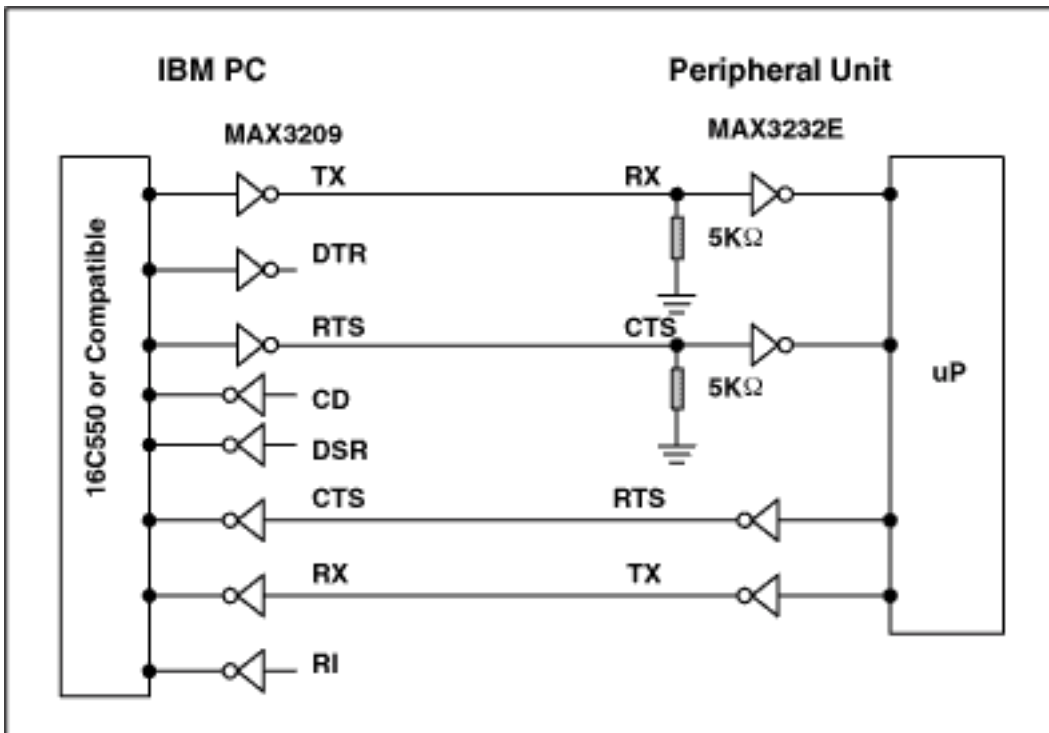 IBM PC
Peripheral Unit
MAX3209
MAX3232E
TX
RX
5KΩ
DTR
RTS
CTS
5KΩ
CD
DSR
CTS
RTS
RX
TX
RI
16C550 or Compatible
uP